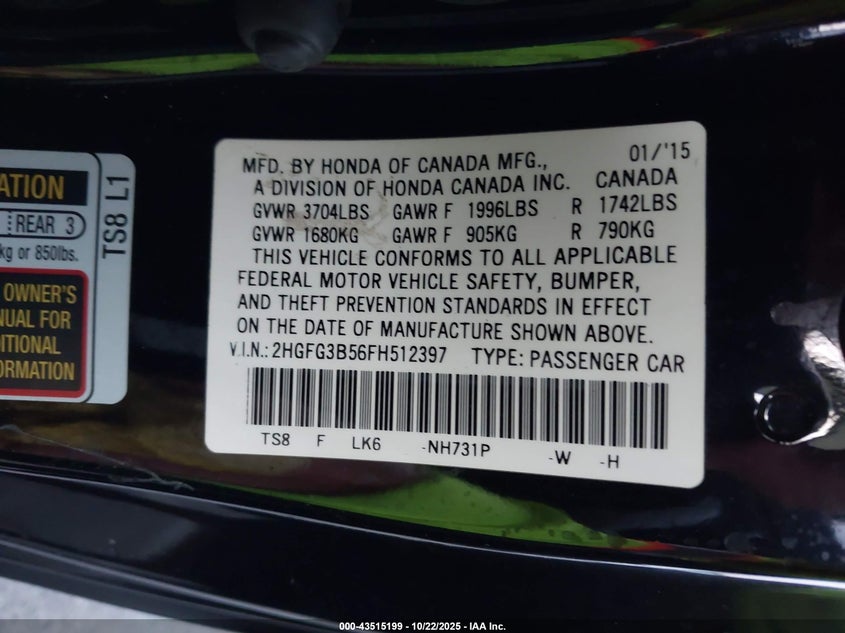 ATION
REAR 3
kg or 850lbs.
OWNER'S
NUAL FOR
DITIONAL
FORMATION
TS8 L1
01/'15
MFD. BY HONDA OF CANADA MFG.,
A DIVISION OF HONDA CANADA INC. CANADA
GVWR 3704LBS GAWR F 1996LBS R 1742LBS
GVWR 1680KG GAWR F 905KG R 790KG
THIS VEHICLE CONFORMS TO ALL APPLICABLE
FEDERAL MOTOR VEHICLE SAFETY, BUMPER,
AND THEFT PREVENTION STANDARDS IN EFFECT
ON THE DATE OF MANUFACTURE SHOWN ABOVE.
V.I.N.: 2HGFG3B56FH512397 TYPE: PASSENGER CAR
TS8 F LK6 -NH731P -W -H
000-43515199 - 10/22/2025 - IAA Inc.